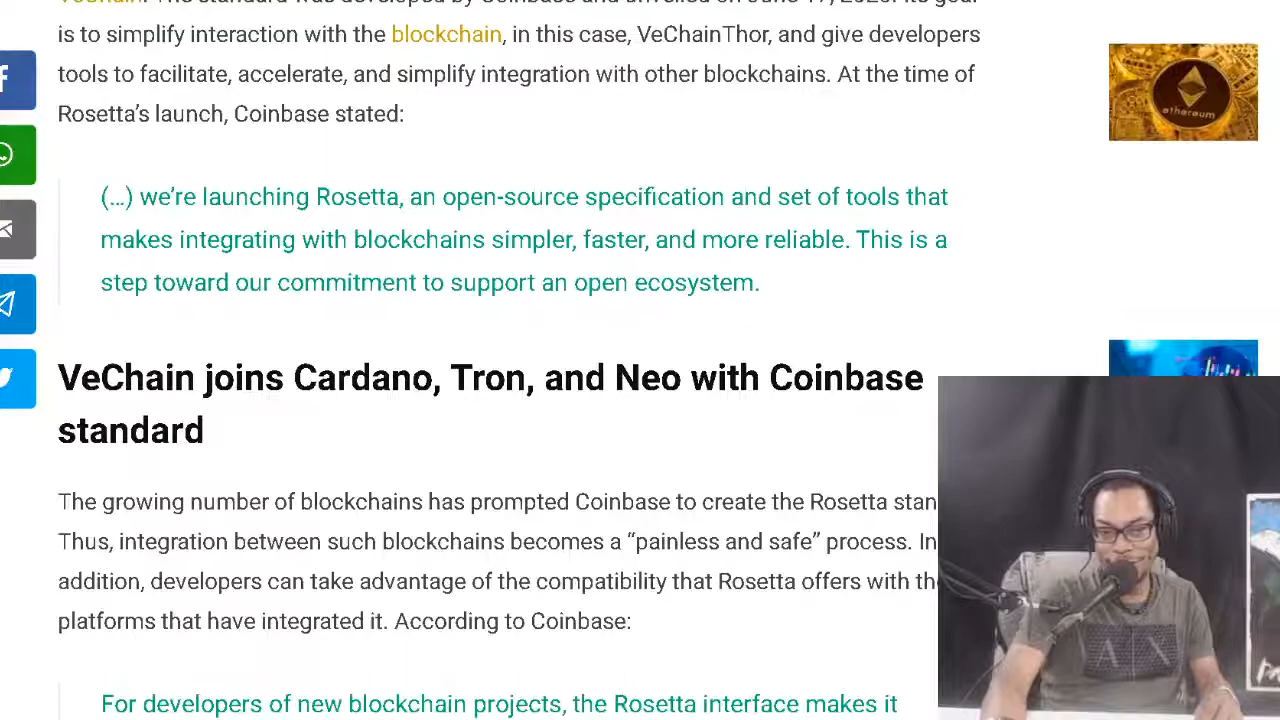 is to simplify interaction with the blockchain, in this case, VeChainThor, and give developers
tools to facilitate, accelerate, and simplify integration with other blockchains. At the time of
Rosetta’s launch, Coinbase stated:
(…) we’re launching Rosetta, an open-source specification and set of tools that
makes integrating with blockchains simpler, faster, and more reliable. This is a
step toward our commitment to support an open ecosystem.
VeChain joins Cardano, Tron, and Neo with Coinbase
standard
The growing number of blockchains has prompted Coinbase to create the Rosetta stan
Thus, integration between such blockchains becomes a “painless and safe” process. In
addition, developers can take advantage of the compatibility that Rosetta offers with the
platforms that have integrated it. According to Coinbase:
For developers of new blockchain projects, the Rosetta interface makes it
ethereum
A|X